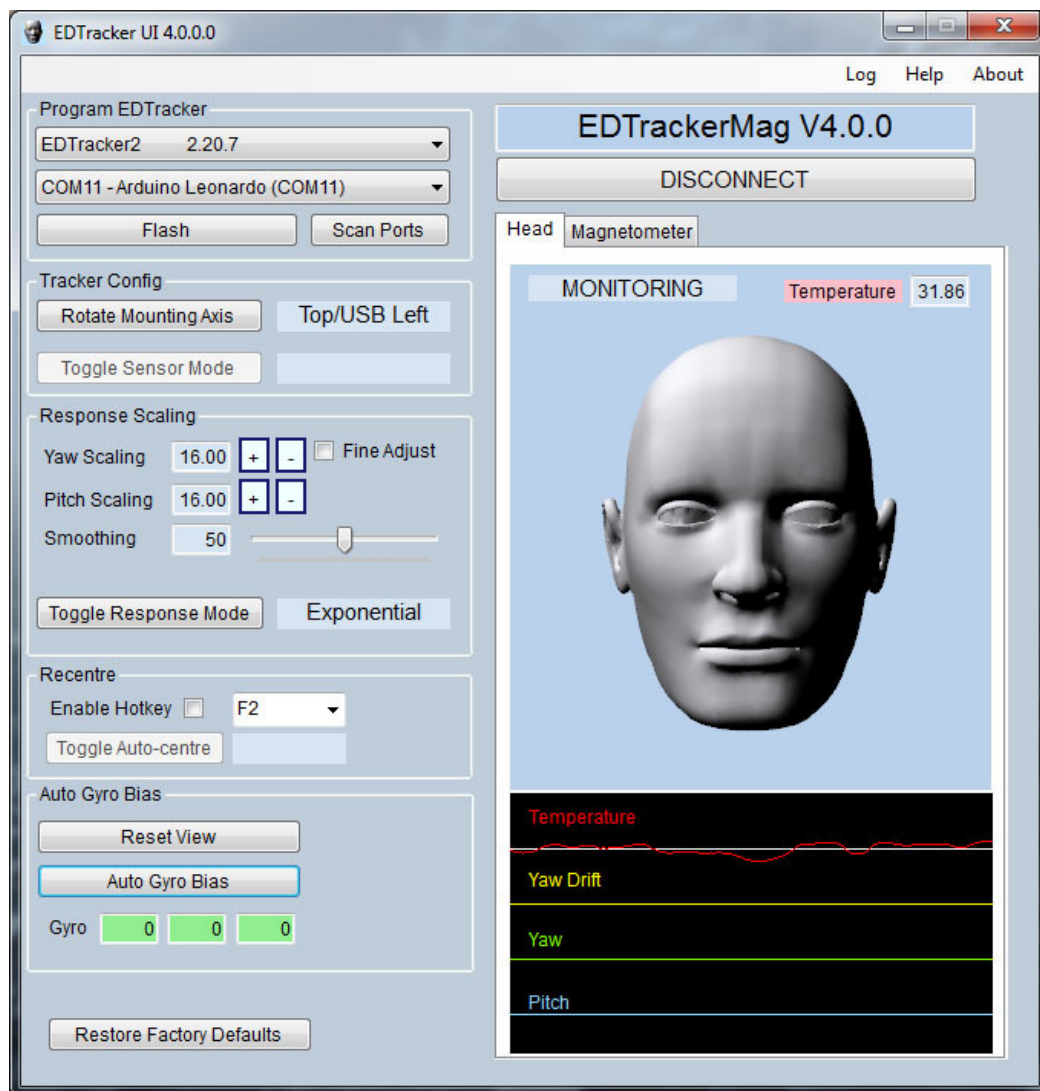 EDTracker UI 4.0.0.0
Log Help About
Program EDTracker
EDTracker2 2.20.7
COM11 - Arduino Leonardo (COM11)
Flash Scan Ports
Tracker Config
Rotate Mounting Axis Top/USB Left
Toggle Sensor Mode
Response Scaling
Yaw Scaling 16.00 + - Fine Adjust
Pitch Scaling 16.00 + -
Smoothing 50
Toggle Response Mode Exponential
Recentre
Enable Hotkey F2
Toggle Auto-centre
Auto Gyro Bias
Reset View
Auto Gyro Bias
Gyro 0 0 0
Restore Factory Defaults
EDTrackerMag V4.0.0
DISCONNECT
Head Magnetometer
MONITORING Temperature 31.86
Temperature
Yaw Drift
Yaw
Pitch